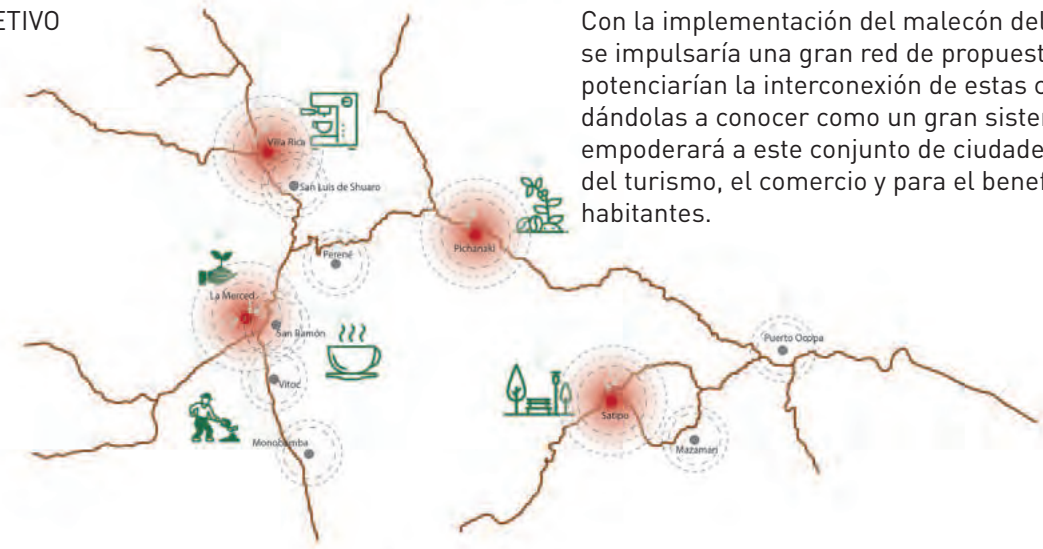 ETIVO
Con la implementación del malecón del
se impulsaría una gran red de propuest
potenciarían la interconexión de estas c
dándolas a conocer como un gran sister
empoderará a este conjunto de ciudade
del turismo, el comercio y para el benef
habitantes.
Villa Rica
San Luis de Shuaro
Perené
Pichanaki
La Merced
San Ramón
Vitoc
Monobamba
Puerto Ocopa
Satipo
Mazamari